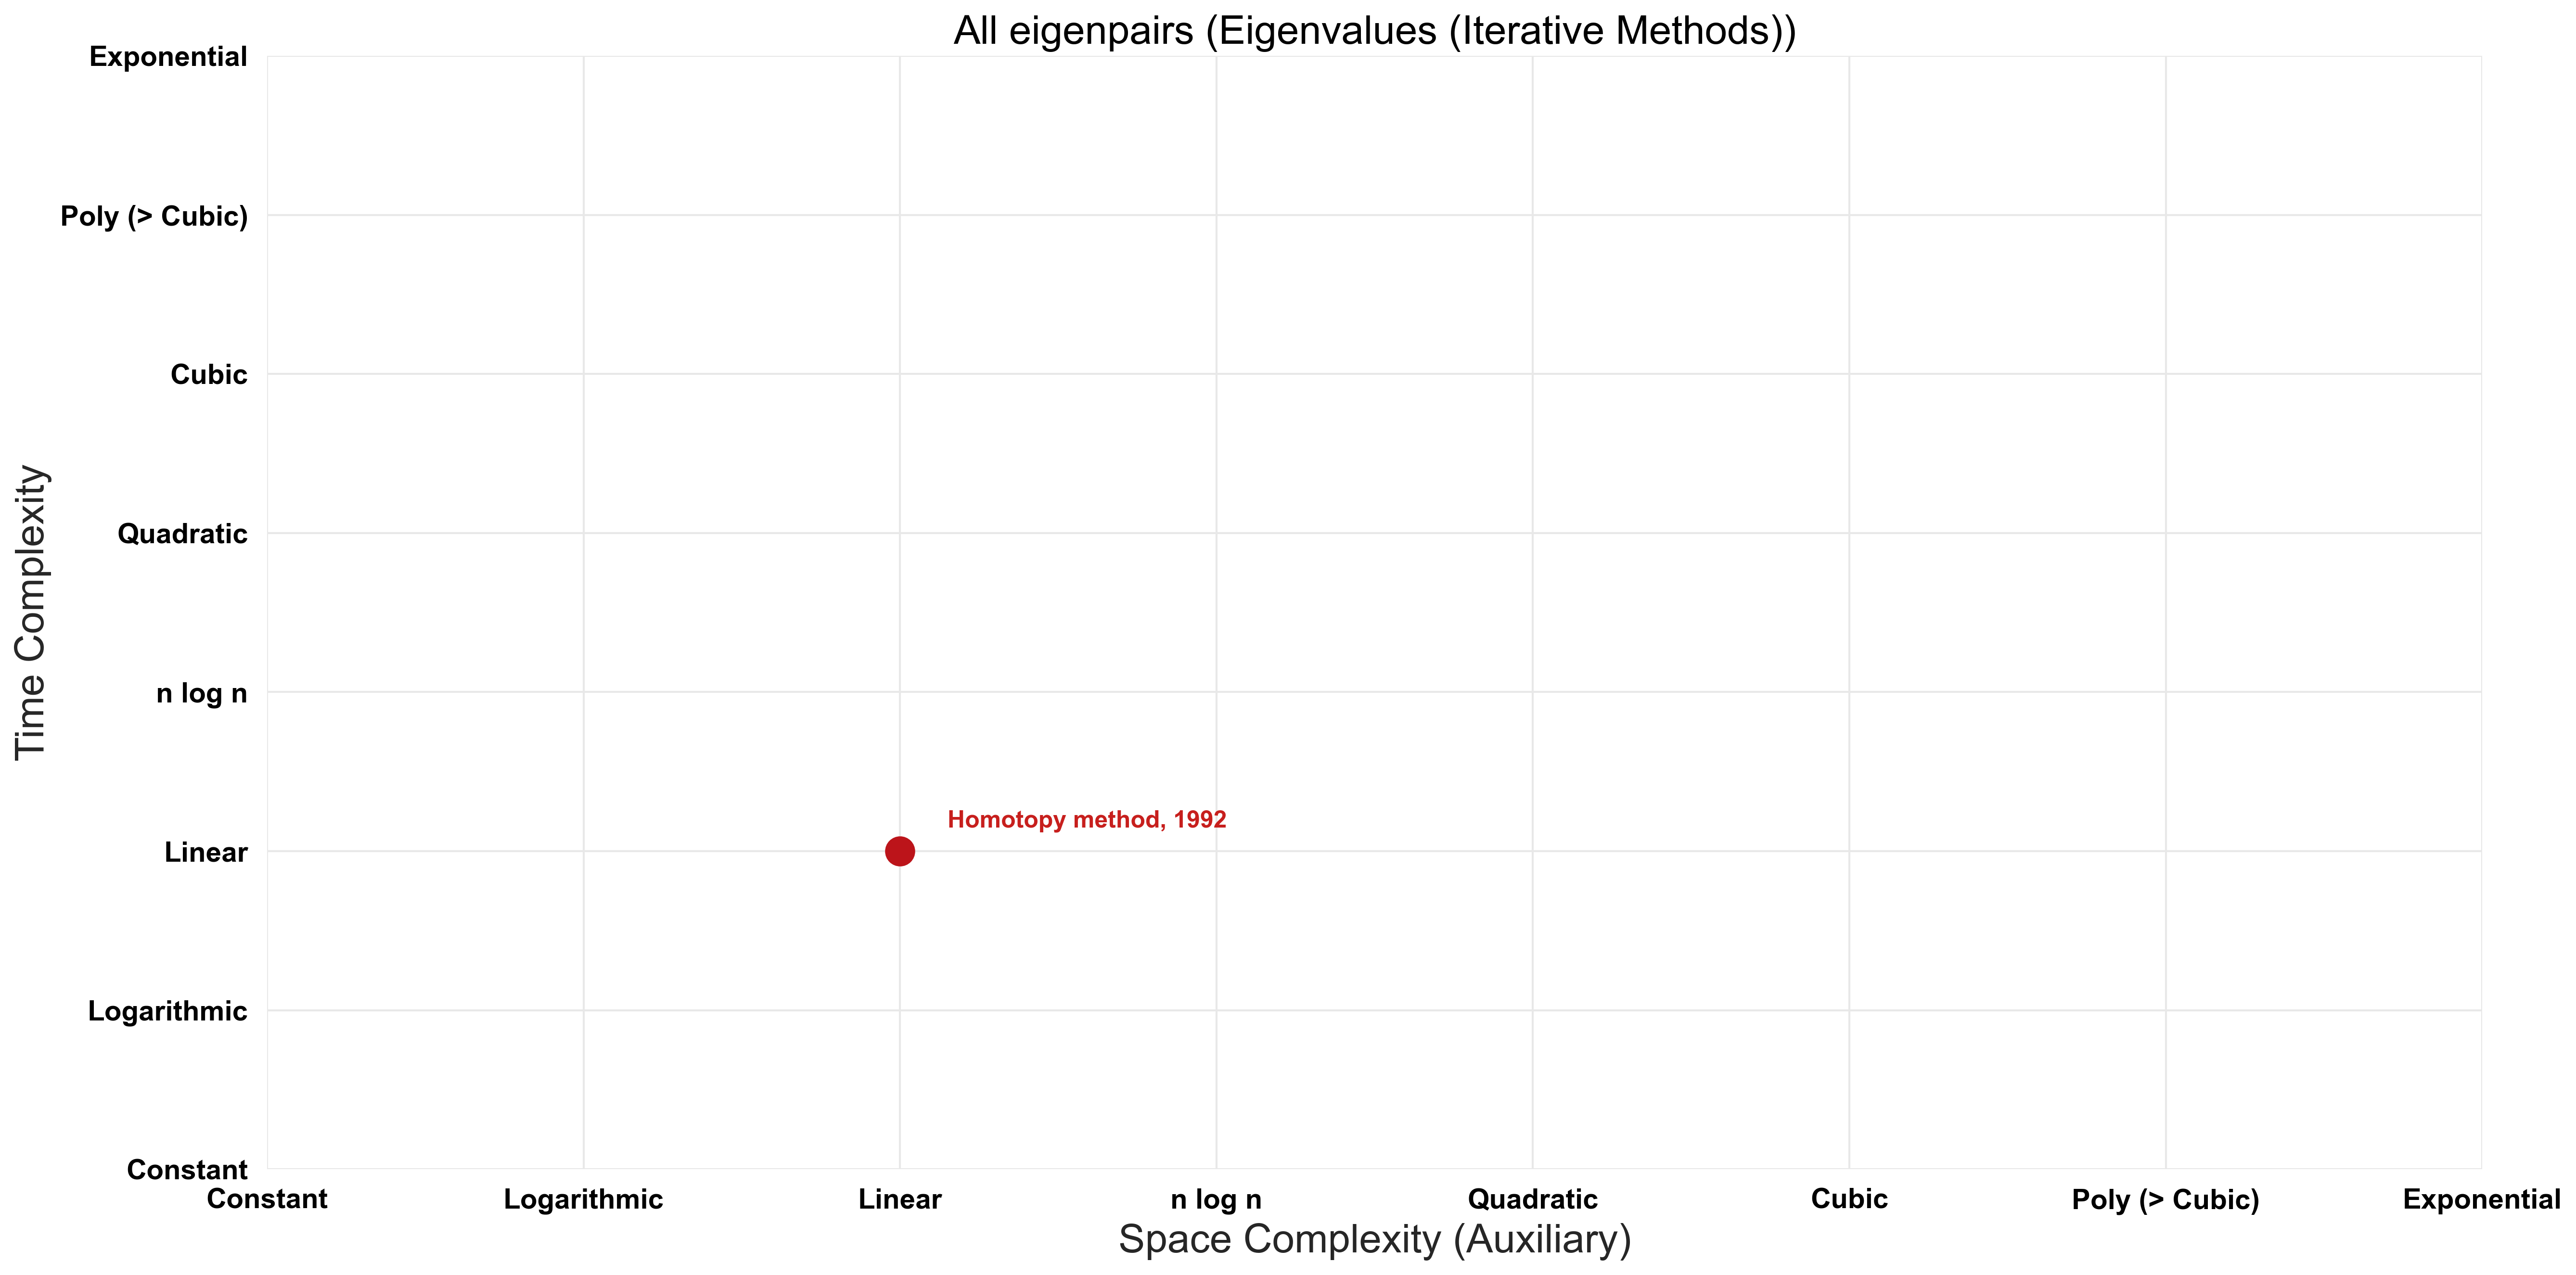 All eigenpairs (Eigenvalues (Iterative Methods))
Exponential
Poly (> Cubic)
Cubic
Quadratic
n log n
Linear
Logarithmic
Constant
Time Complexity
Homotopy method, 1992
Constant Logarithmic Linear n log n Quadratic Cubic Poly (> Cubic) Exponential
Space Complexity (Auxiliary)